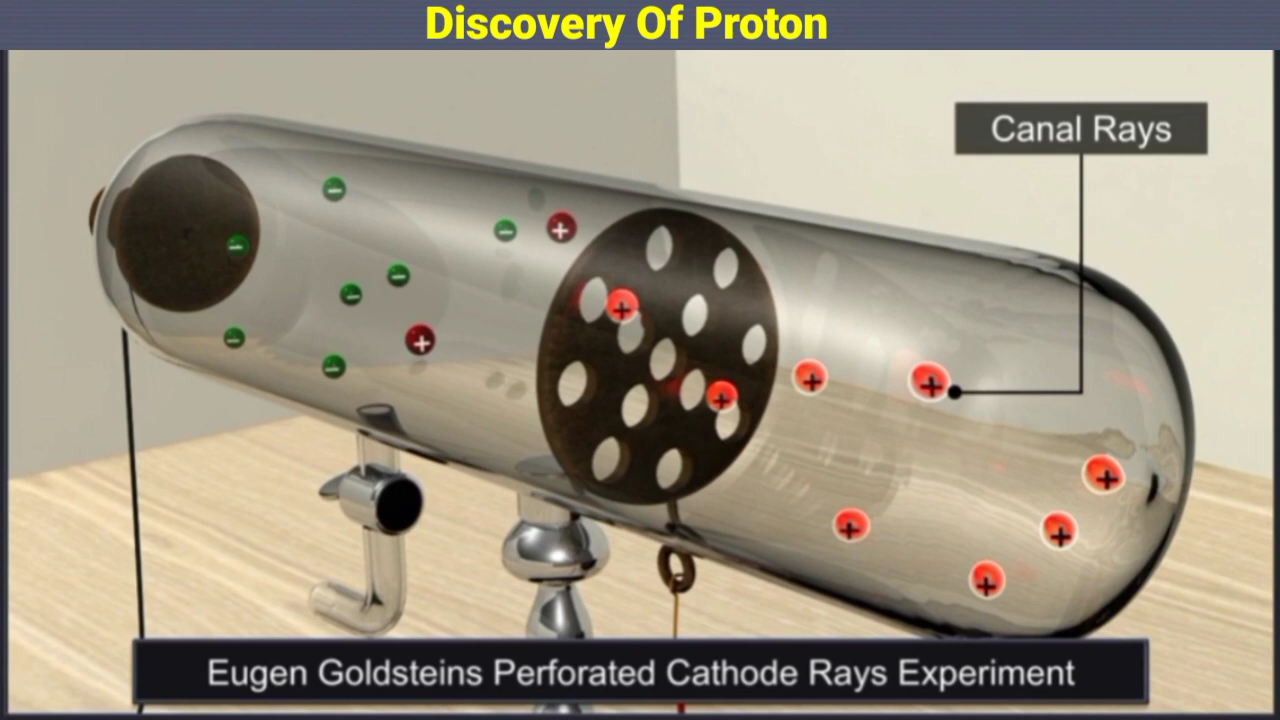 Discovery Of Proton
Canal Rays
Eugen Goldsteins Perforated Cathode Rays Experiment